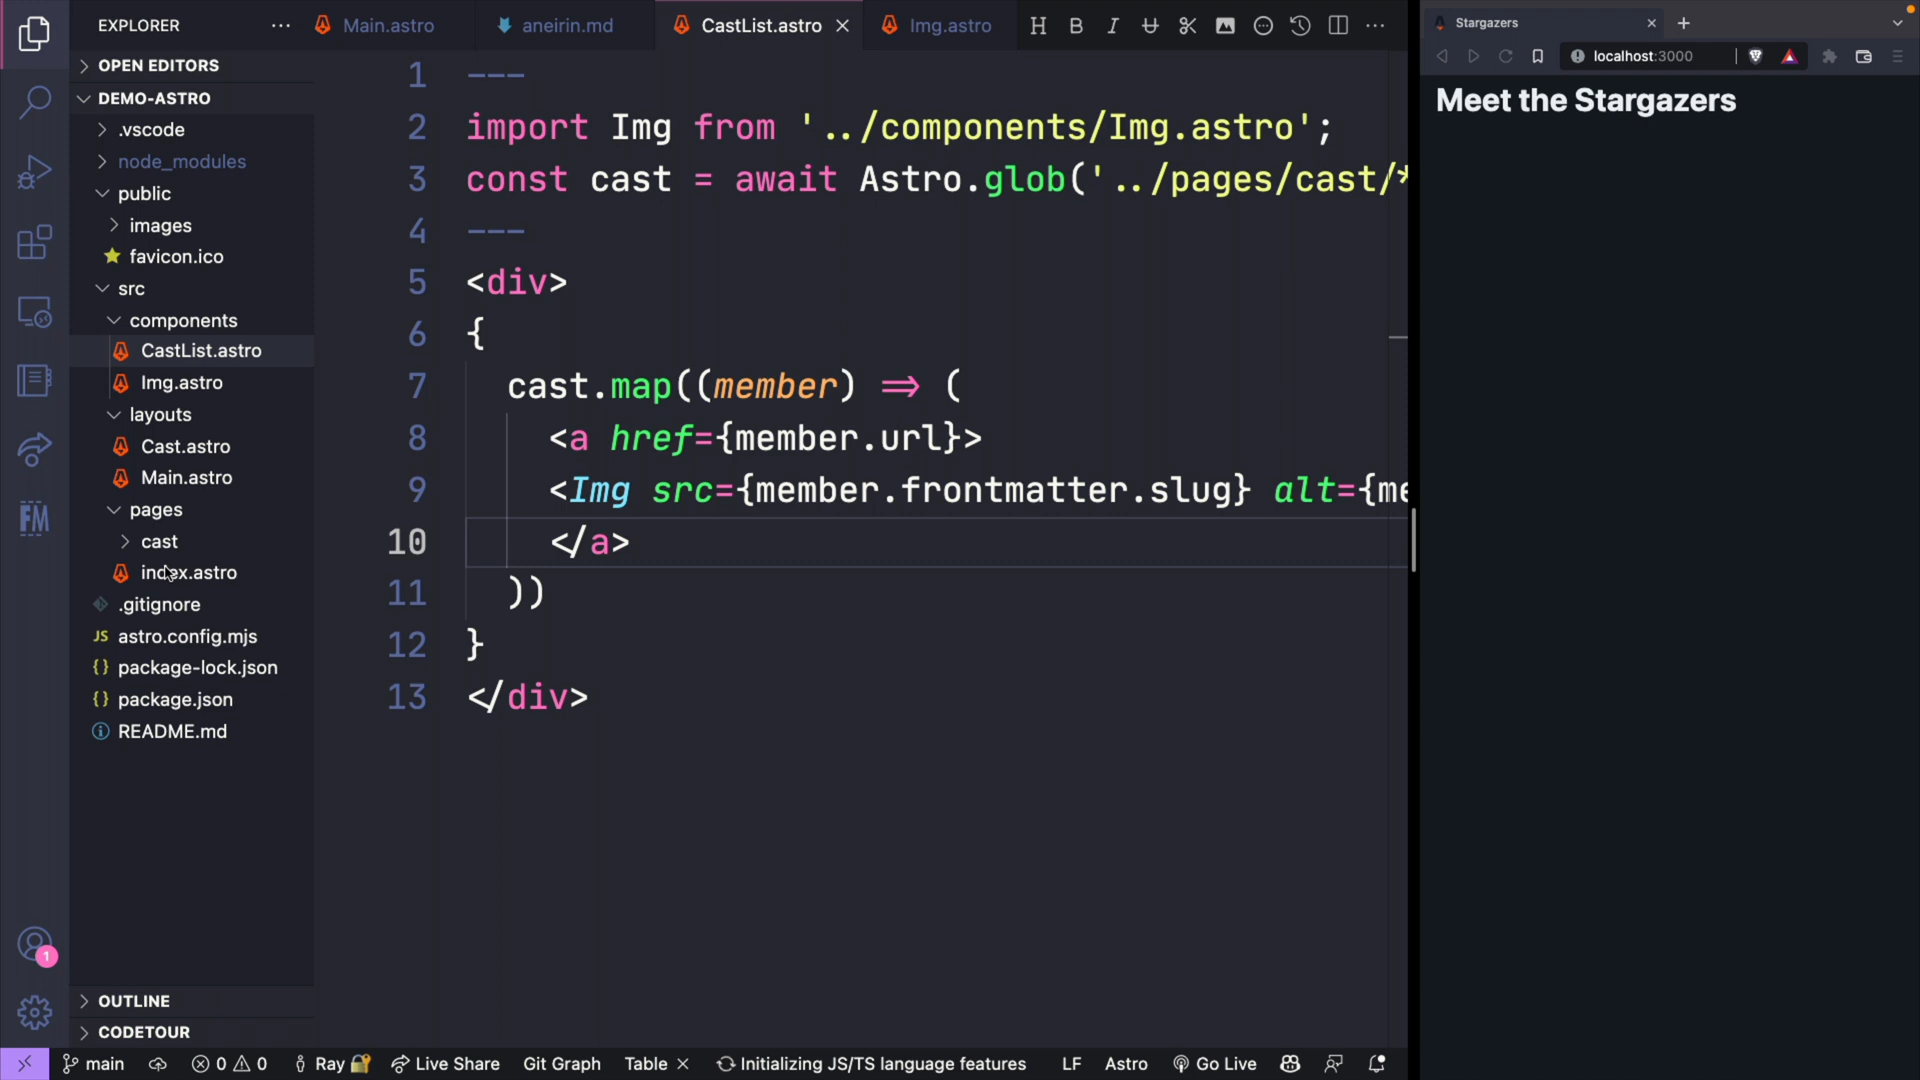 EXPLORER
Main.astro
aneirin.md
CastList.astro
Img.astro
OPEN EDITORS
DEMO-ASTRO
.vscode
node_modules
public
images
favicon.ico
src
components
CastList.astro
Img.astro
layouts
Cast.astro
Main.astro
pages
cast
index.astro
.gitignore
JS astro.config.mjs
{} package-lock.json
{} package.json
README.md
OUTLINE
CODETOUR
FM
1
1 ---
2 import Img from '../components/Img.astro';
3 const cast = await Astro.glob('../pages/cast/*
4 ---
5 <div>
6 {
7 cast.map((member) => (
8 <a href={member.url}>
9 <Img src={member.frontmatter.slug} alt={me
10 </a>
11 ))
12 }
13 </div>
main
0
0
Ray
Live Share
Git Graph
Table
Initializing JS/TS language features
LF
Astro
Go Live
Stargazers
localhost:3000
Meet the Stargazers